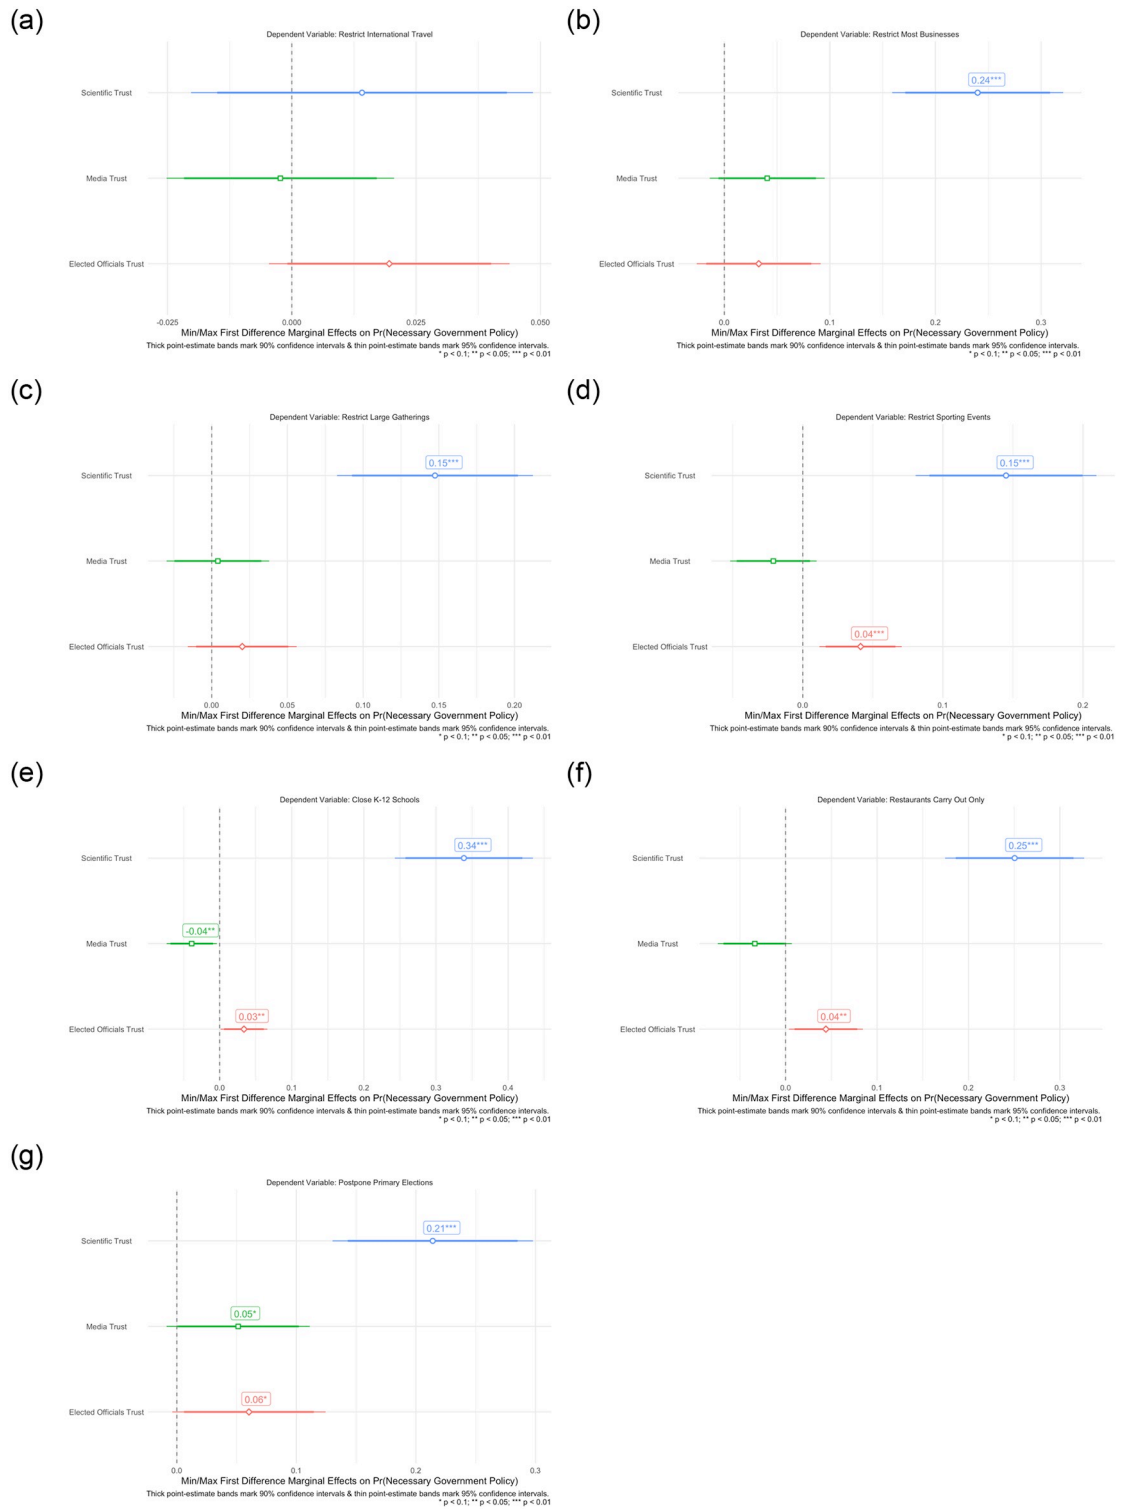 (a)
Dependent Variable: Restrict International Travel
Scientific Trust
Media Trust
Elected Officials Trust
-0.025 0.000 0.025 0.050
Min/Max First Difference Marginal Effects on Pr(Necessary Government Policy)
Thick point-estimate bands mark 90% confidence intervals & thin point-estimate bands mark 95% confidence intervals.
* p < 0.1; ** p < 0.05; *** p < 0.01
(b)
Dependent Variable: Restrict Most Businesses
0.24***
Scientific Trust
Media Trust
Elected Officials Trust
0.0 0.1 0.2 0.3
Min/Max First Difference Marginal Effects on Pr(Necessary Government Policy)
Thick point-estimate bands mark 90% confidence intervals & thin point-estimate bands mark 95% confidence intervals.
* p < 0.1; ** p < 0.05; *** p < 0.01
(c)
Dependent Variable: Restrict Large Gatherings
0.15***
Scientific Trust
Media Trust
Elected Officials Trust
0.00 0.05 0.10 0.15 0.20
Min/Max First Difference Marginal Effects on Pr(Necessary Government Policy)
Thick point-estimate bands mark 90% confidence intervals & thin point-estimate bands mark 95% confidence intervals.
* p < 0.1; ** p < 0.05; *** p < 0.01
(d)
Dependent Variable: Restrict Sporting Events
0.15***
Scientific Trust
Media Trust
0.04***
Elected Officials Trust
0.0 0.1 0.2
Min/Max First Difference Marginal Effects on Pr(Necessary Government Policy)
Thick point-estimate bands mark 90% confidence intervals & thin point-estimate bands mark 95% confidence intervals.
* p < 0.1; ** p < 0.05; *** p < 0.01
(e)
Dependent Variable: Close K-12 Schools
0.34***
Scientific Trust
-0.04**
Media Trust
0.03**
Elected Officials Trust
0.0 0.1 0.2 0.3 0.4
Min/Max First Difference Marginal Effects on Pr(Necessary Government Policy)
Thick point-estimate bands mark 90% confidence intervals & thin point-estimate bands mark 95% confidence intervals.
* p < 0.1; ** p < 0.05; *** p < 0.01
(f)
Dependent Variable: Restaurants Carry Out Only
0.25***
Scientific Trust
Media Trust
0.04**
Elected Officials Trust
0.0 0.1 0.2 0.3
Min/Max First Difference Marginal Effects on Pr(Necessary Government Policy)
Thick point-estimate bands mark 90% confidence intervals & thin point-estimate bands mark 95% confidence intervals.
* p < 0.1; ** p < 0.05; *** p < 0.01
(g)
Dependent Variable: Postpone Primary Elections
0.21***
Scientific Trust
0.05*
Media Trust
0.06*
Elected Officials Trust
0.0 0.1 0.2 0.3
Min/Max First Difference Marginal Effects on Pr(Necessary Government Policy)
Thick point-estimate bands mark 90% confidence intervals & thin point-estimate bands mark 95% confidence intervals.
* p < 0.1; ** p < 0.05; *** p < 0.01